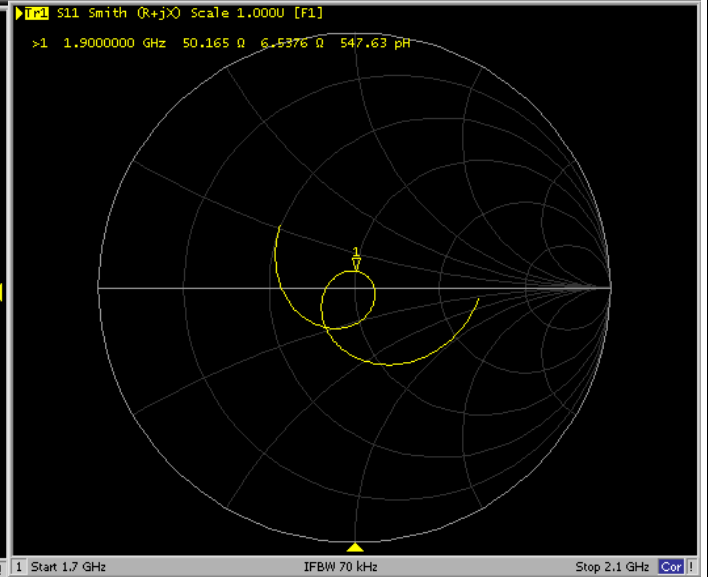 Tr1 S11 Smith (R+jX) Scale 1.000U [F1]
>1 1.9000000 GHz 50.165 Ω 6.5376 Ω 547.63 pH
1
1 Start 1.7 GHz IFBW 70 kHz Stop 2.1 GHz Cor !